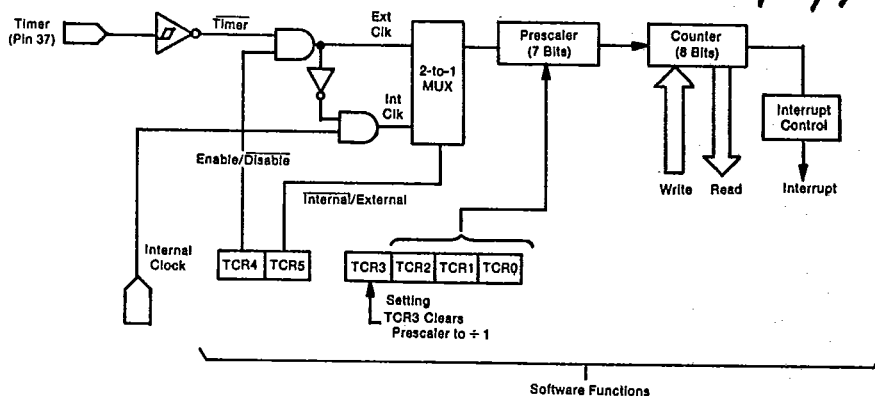 Timer
(Pin 37)
Timer
Ext
Clk
2-to-1
MUX
Int
Clk
Prescaler
(7 Bits)
Counter
(8 Bits)
Interrupt
Control
Write
Read
Interrupt
Enable/Disable
Internal/External
Internal
Clock
TCR4
TCR5
TCR3
TCR2
TCR1
TCR0
Setting
TCR3 Clears
Prescaler to ÷ 1
Software Functions